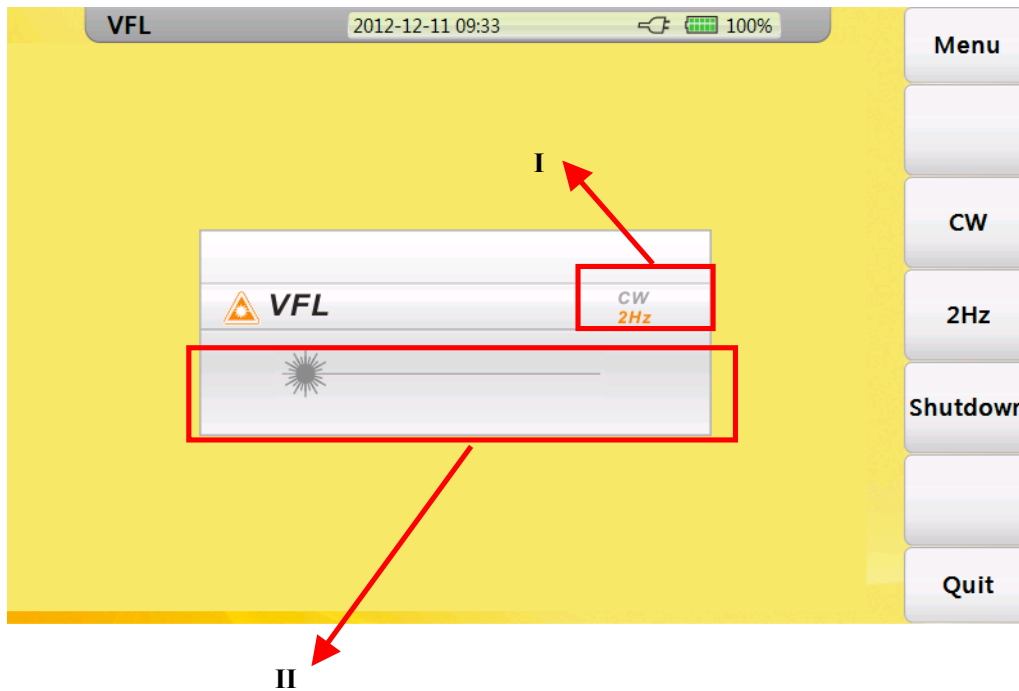 VFL
2012-12-11 09:33
100%
Menu
I
CW
VFL
CW
2Hz
2Hz
Shutdown
Quit
II